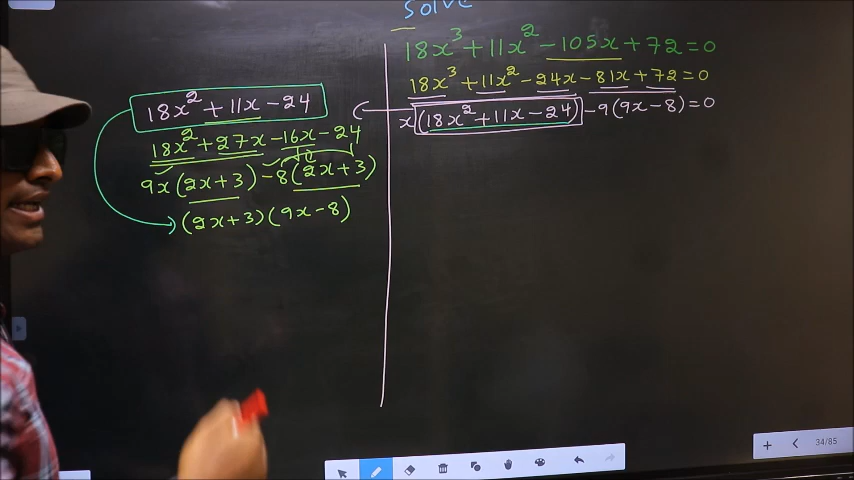 Solve
18x³ + 11x² - 105x + 72 = 0
18x³ + 11x² - 24x - 81x + 72 = 0
x(18x² + 11x - 24) - 9(9x - 8) = 0
18x² + 11x - 24
18x² + 27x - 16x - 24
9x(2x+3) - 8(2x+3)
(2x+3)(9x-8)
34/85